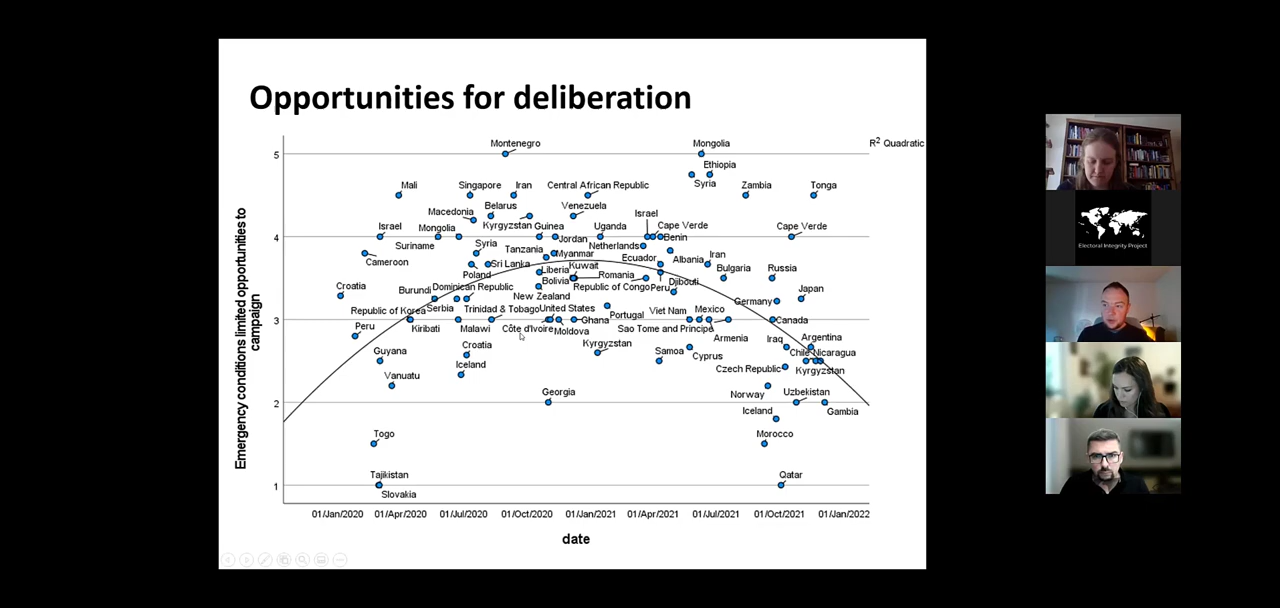 Opportunities for deliberation
Emergency conditions limited opportunities to
campaign
R² Quadratic
5
4
3
2
1
Montenegro
Mongolia
Ethiopia
Syria
Mali
Singapore
Iran
Central African Republic
Zambia
Tonga
Macedonia
Belarus
Venezuela
Kyrgyzstan
Israel
Mongolia
Guinea
Uganda
Israel
Cape Verde
Cape Verde
Suriname
Syria
Tanzania
Jordan
Netherlands
Benin
Cameroon
Myanmar
Ecuador
Albania
Iran
Poland
Sri Lanka
Liberia
Kuwait
Romania
Bulgaria
Russia
Croatia
Burundi
Dominican Republic
Bolivia
Republic of Congo
Peru
Djibouti
Japan
New Zealand
Germany
Republic of Korea
Serbia
Trinidad & Tobago
United States
Portugal
Viet Nam
Mexico
Canada
Peru
Kiribati
Malawi
Côte d'Ivoire
Moldova
Ghana
Sao Tome and Principe
Armenia
Iraq
Argentina
Guyana
Croatia
Kyrgyzstan
Samoa
Cyprus
Chile
Nicaragua
Iceland
Czech Republic
Kyrgyzstan
Vanuatu
Georgia
Norway
Uzbekistan
Iceland
Gambia
Togo
Morocco
Tajikistan
Qatar
Slovakia
01/Jan/2020
01/Apr/2020
01/Jul/2020
01/Oct/2020
01/Jan/2021
01/Apr/2021
01/Jul/2021
01/Oct/2021
01/Jan/2022
date
Electoral Integrity Project